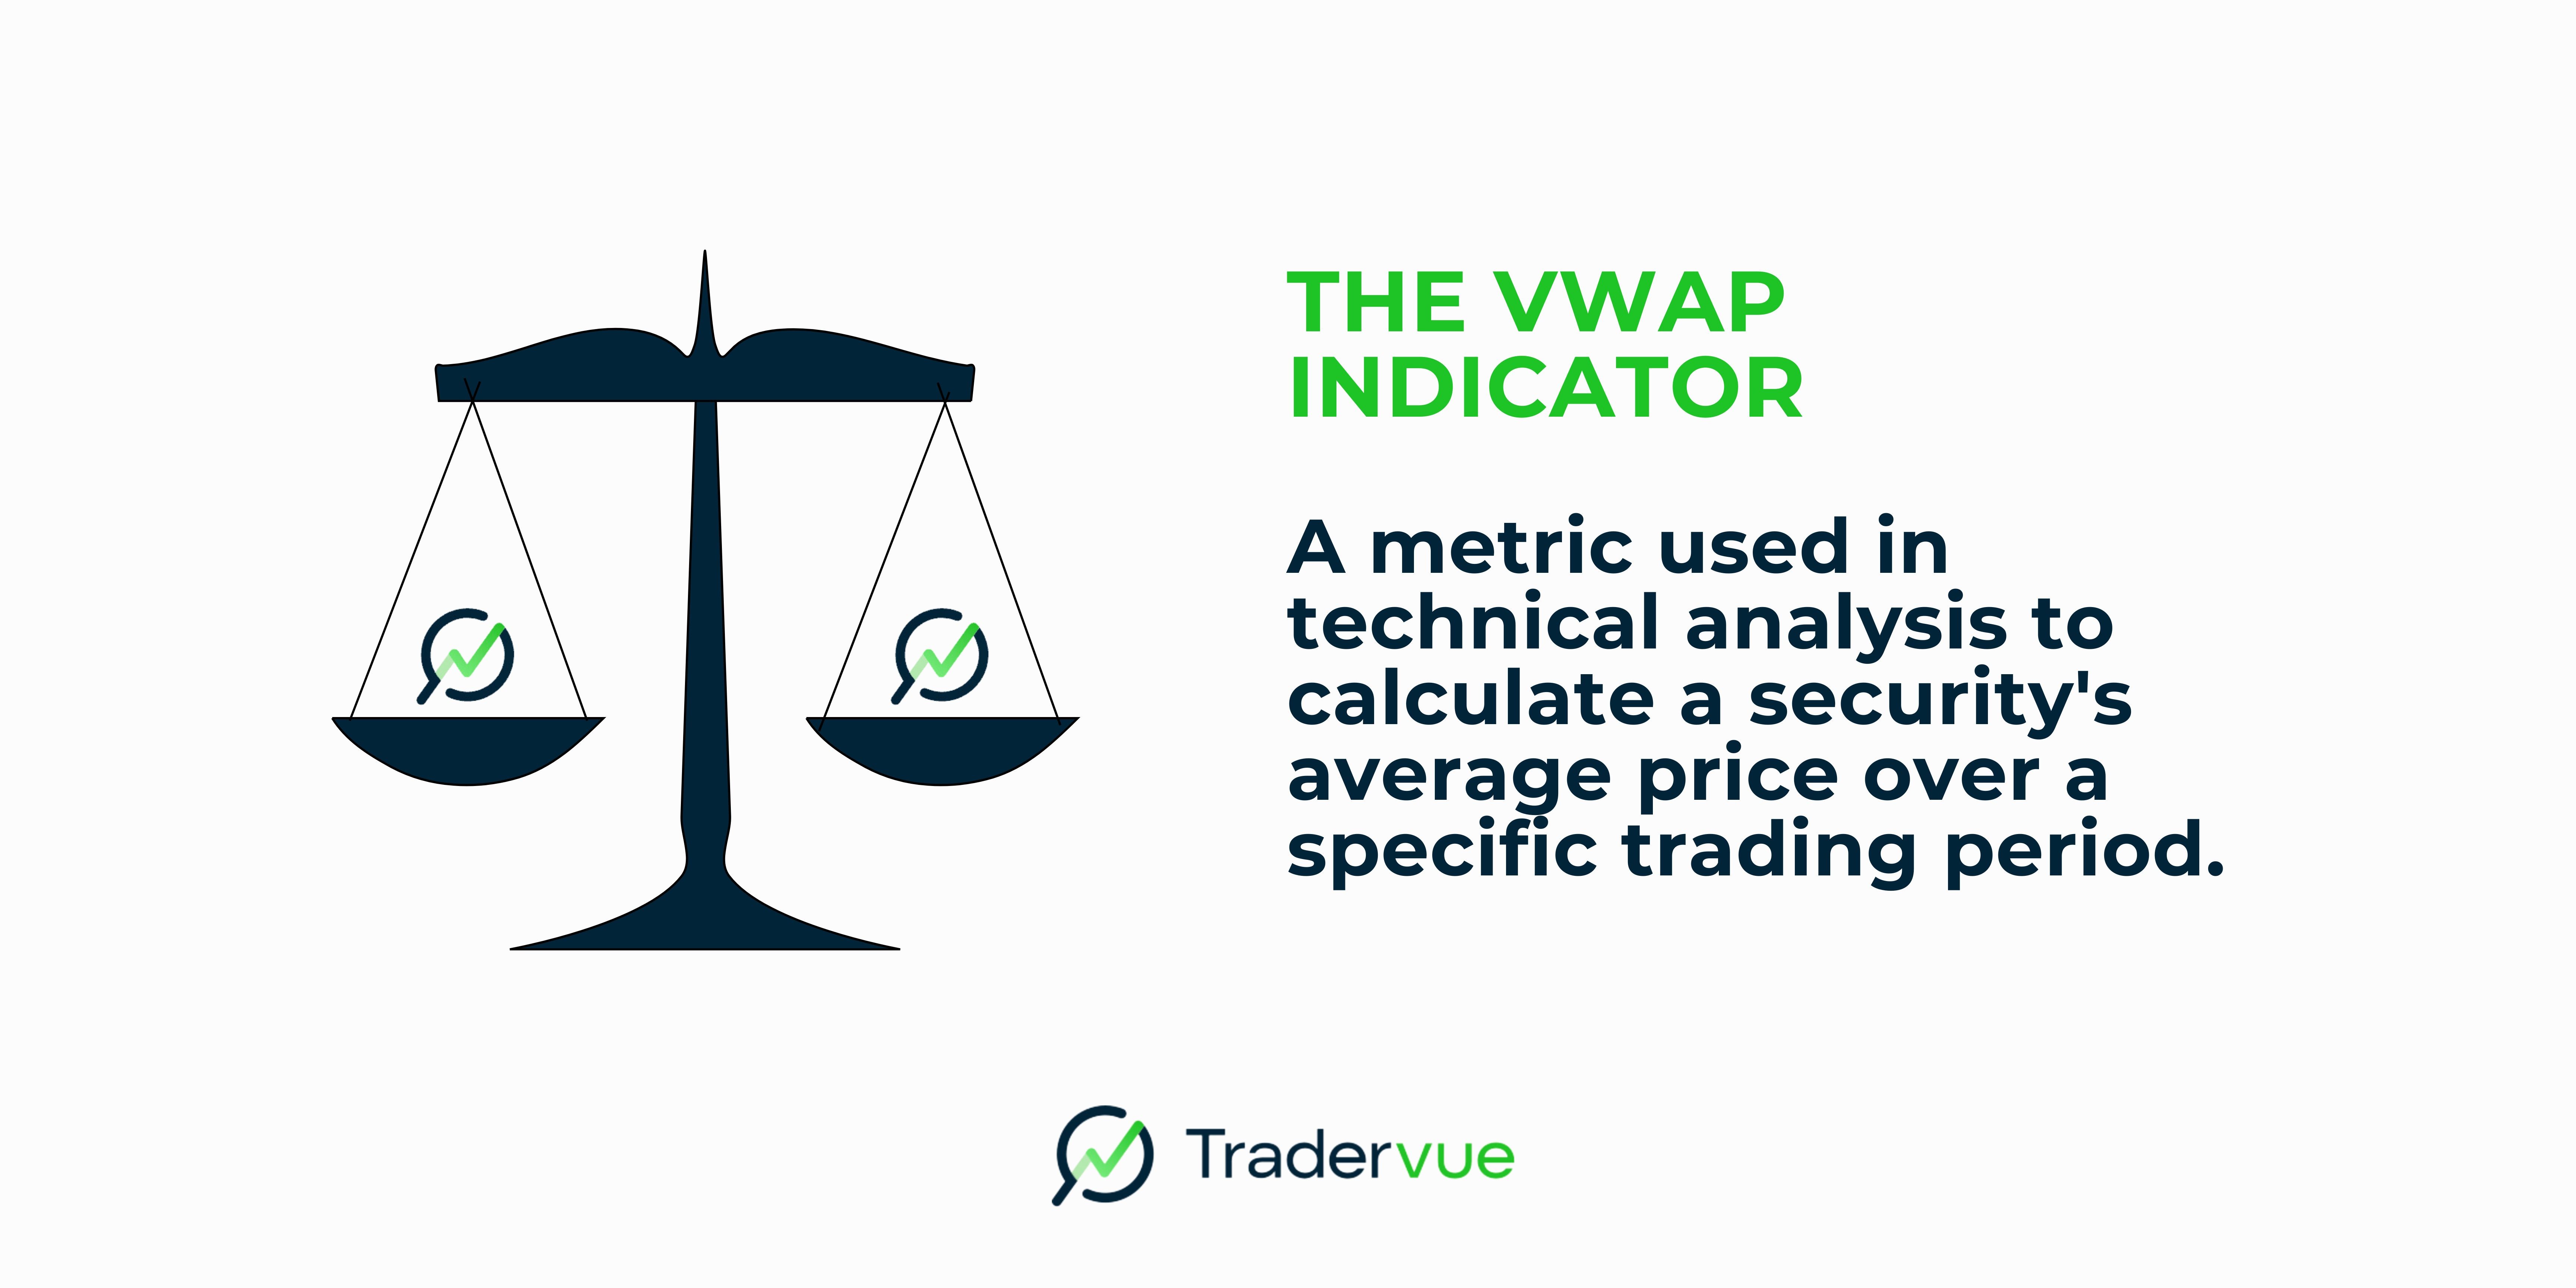 THE VWAP
INDICATOR
A metric used in
technical analysis to
calculate a security's
average price over a
specific trading period.
Tradervue